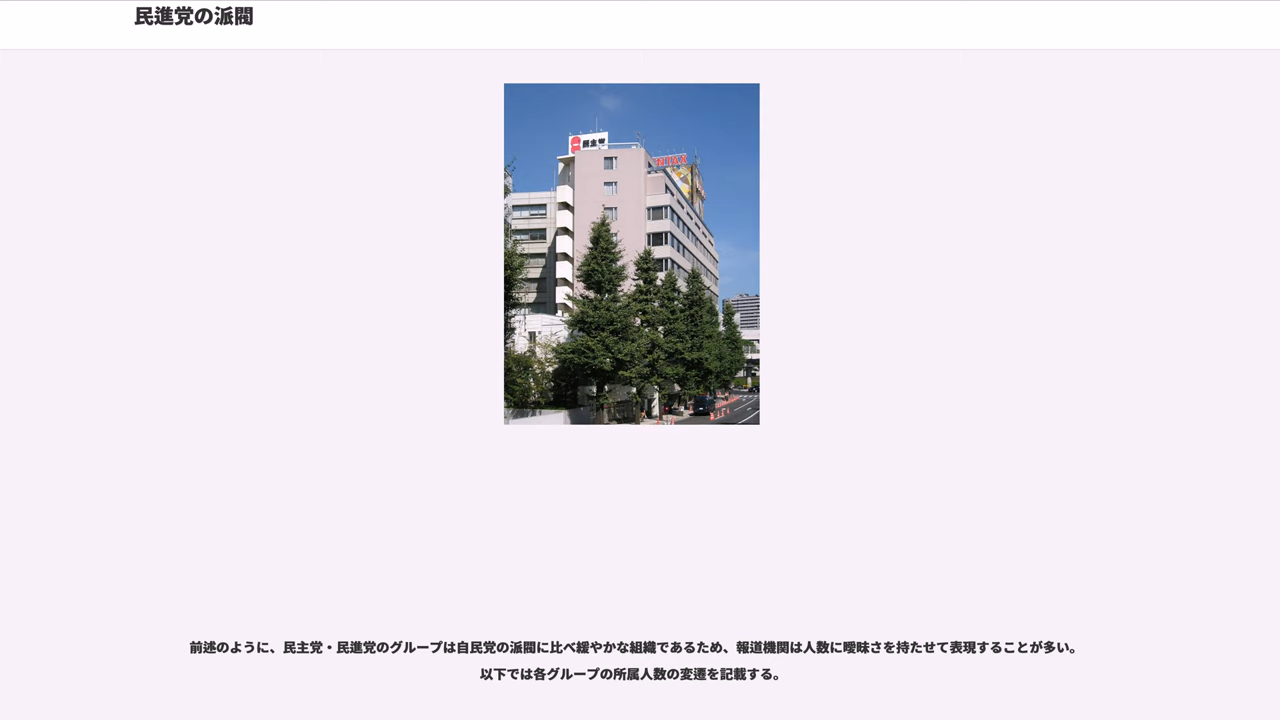 民進党の派閥
民主党
NTAX
前述のように、民主党・民進党のグループは自民党の派閥に比べ緩やかな組織であるため、報道機関は人数に曖昧さを持たせて表現することが多い。
以下では各グループの所属人数の変遷を記載する。